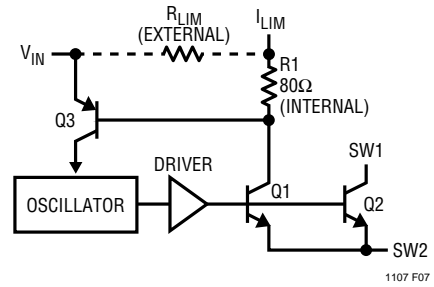 R_LIM
(EXTERNAL)
I_LIM
V_IN
R1
80Ω
(INTERNAL)
Q3
DRIVER
SW1
OSCILLATOR
Q1
Q2
SW2
1107 F07